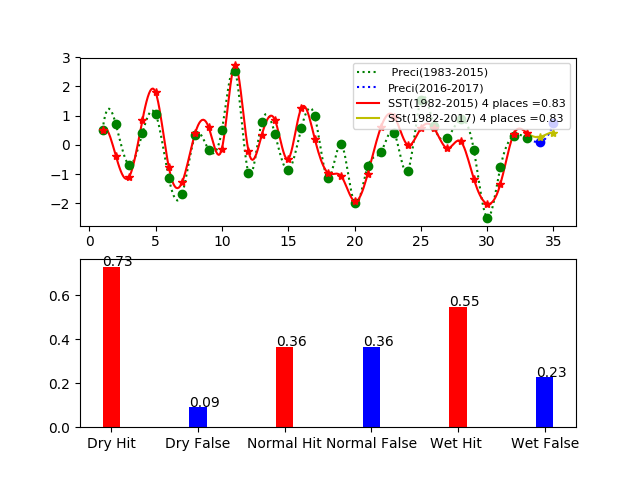 3
2
1
0
−1
−2
Preci(1983-2015)
Preci(2016-2017)
SST(1982-2015) 4 places =0.83
SSt(1982-2017) 4 places =0.83
0 5 10 15 20 25 30 35
0.6
0.4
0.2
0.0
0.73
0.09
0.36
0.36
0.55
0.23
Dry Hit Dry False Normal Hit Normal False Wet Hit Wet False